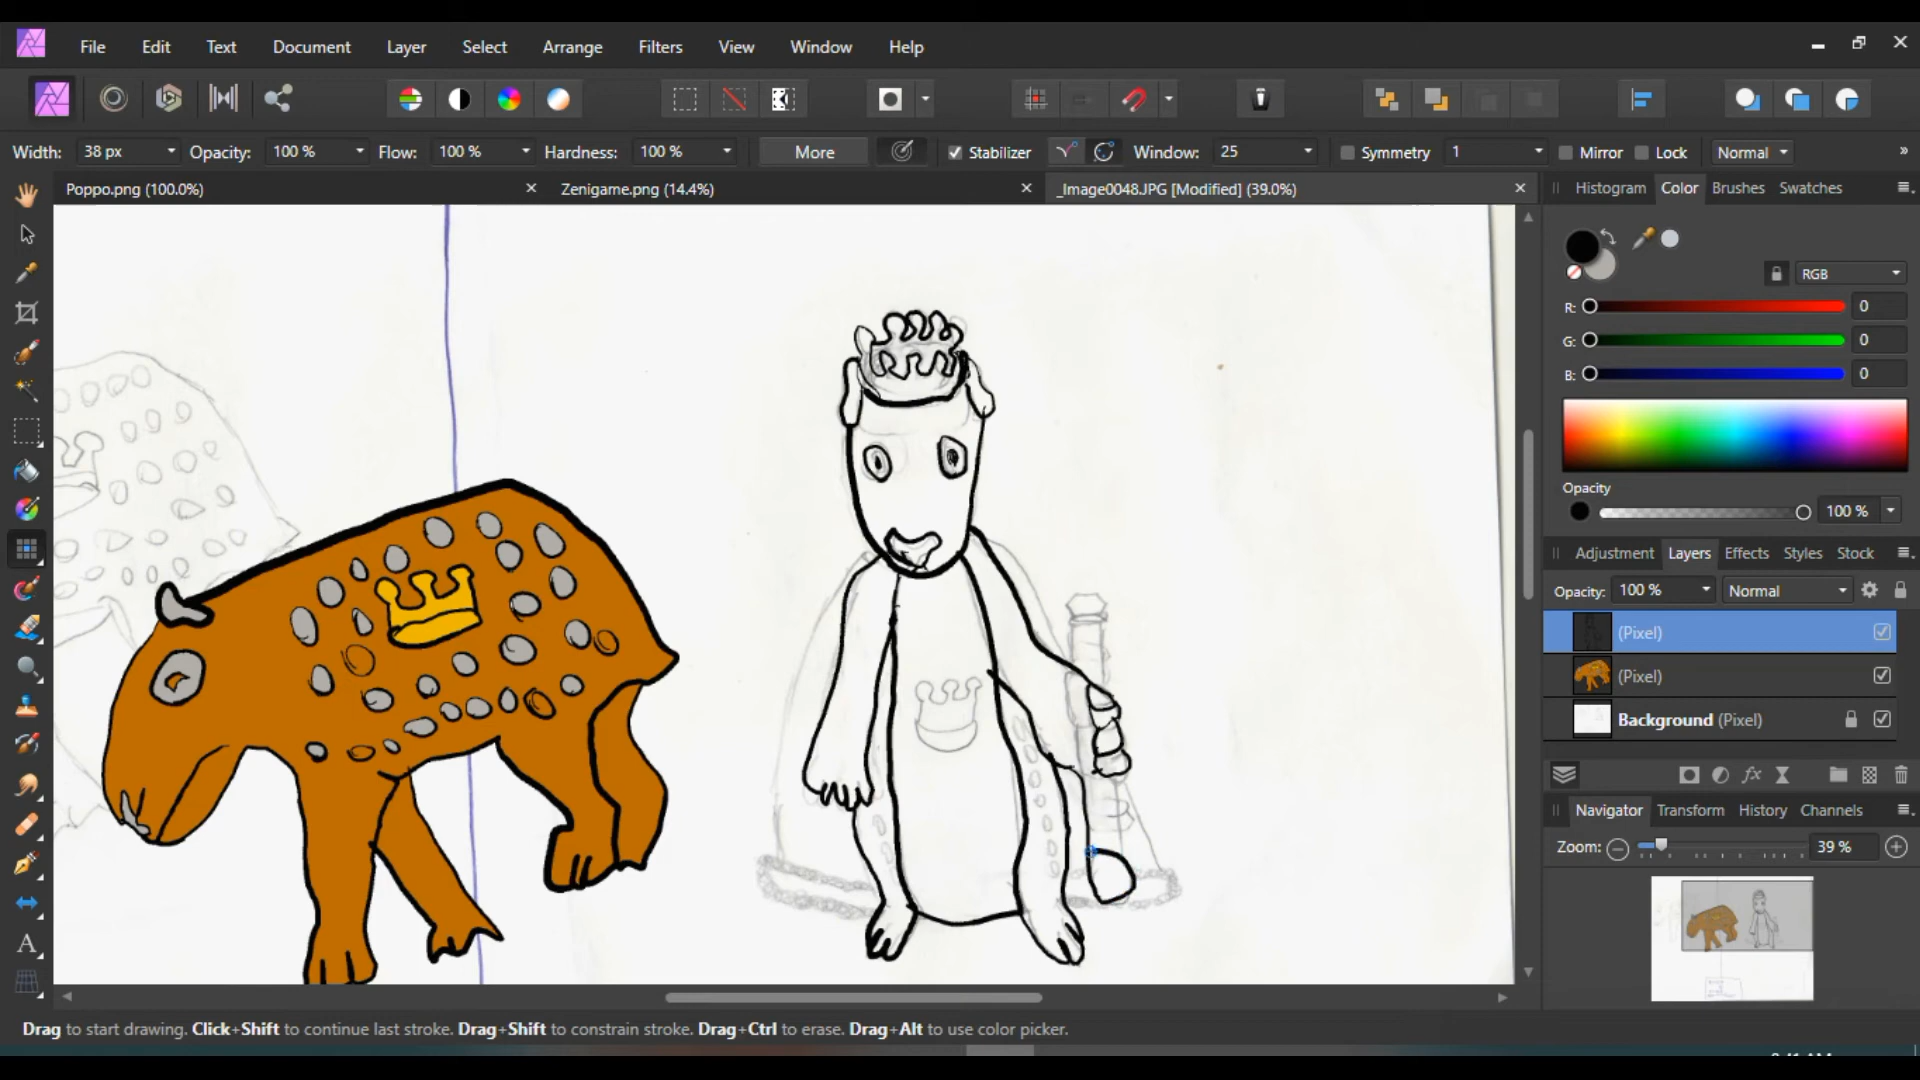 File Edit Text Document Layer Select Arrange Filters View Window Help
Width: 38 px Opacity: 100 % Flow: 100 % Hardness: 100 % More Stabilizer Window: 25 Symmetry 1 Mirror Lock Normal »
Poppo.png (100.0%) Zenigame.png (14.4%) _Image0048.JPG [Modified] (39.0%)
Histogram Color Brushes Swatches
RGB
R: 0
G: 0
B: 0
Opacity
100 %
Adjustment Layers Effects Styles Stock
Opacity: 100 % Normal
(Pixel)
(Pixel)
Background (Pixel)
Navigator Transform History Channels
Zoom: 39 %
Drag to start drawing. Click+Shift to continue last stroke. Drag+Shift to constrain stroke. Drag+Ctrl to erase. Drag+Alt to use color picker.